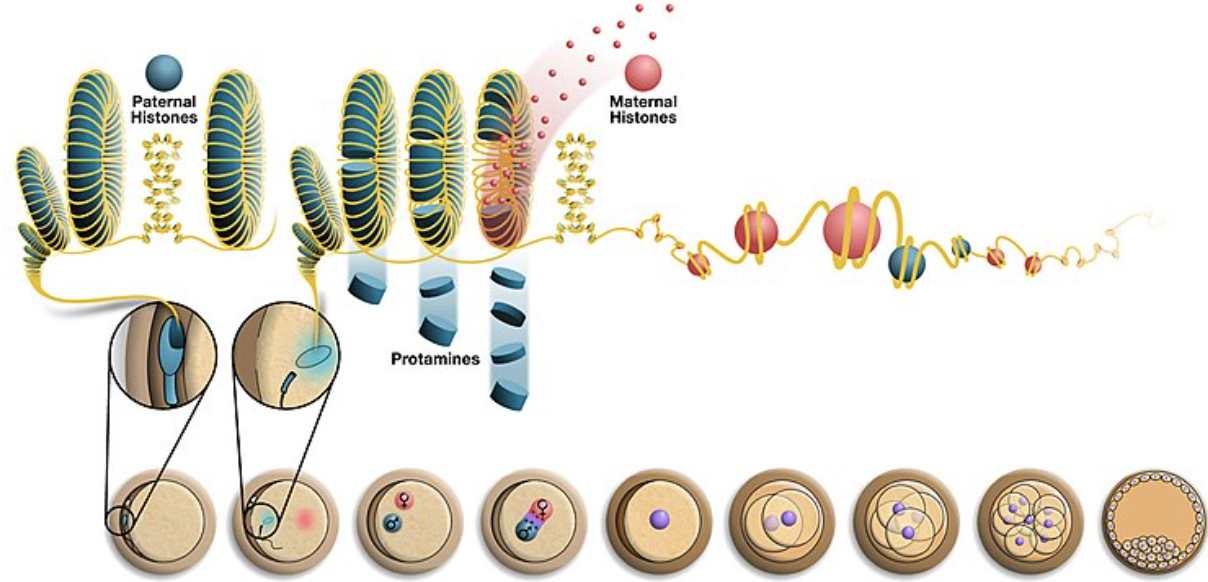 Paternal
Histones
Maternal
Histones
Protamines
♀
♂
♀
♂